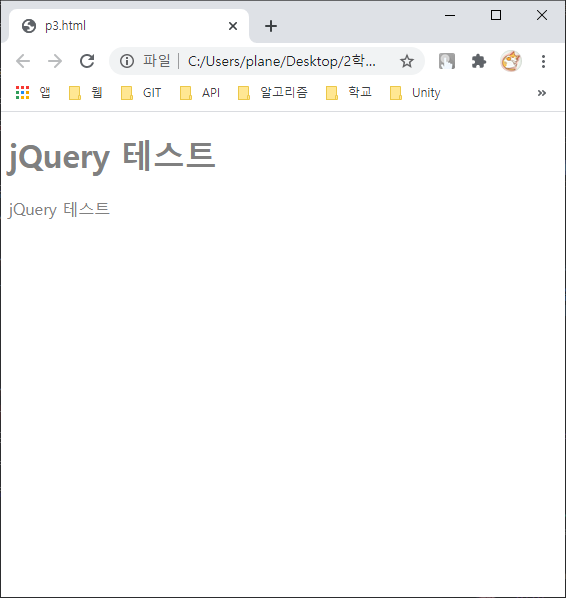 p3.html
파일 C:/Users/plane/Desktop/2학...
앱 웹 GIT API 알고리즘 학교 Unity
jQuery 테스트
jQuery 테스트